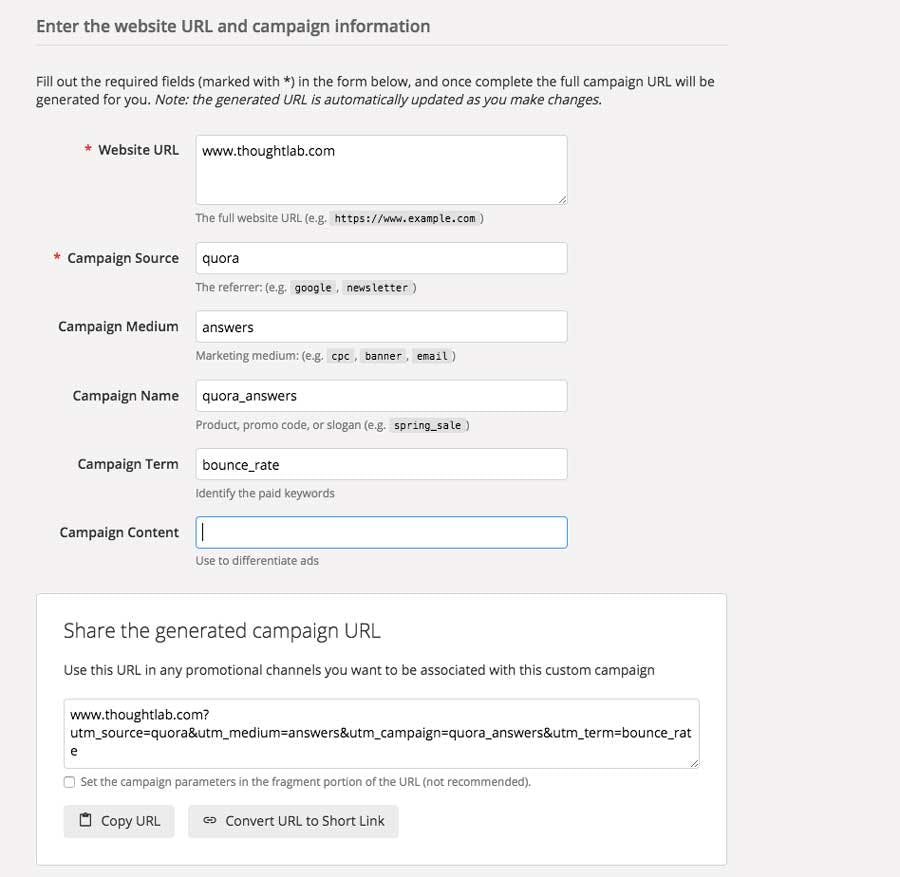 Enter the website URL and campaign information
Fill out the required fields (marked with *) in the form below, and once complete the full campaign URL will be
generated for you. Note: the generated URL is automatically updated as you make changes.
* Website URL
www.thoughtlab.com
The full website URL (e.g. https://www.example.com )
* Campaign Source
quora
The referrer: (e.g. google , newsletter )
Campaign Medium
answers
Marketing medium: (e.g. cpc , banner , email )
Campaign Name
quora_answers
Product, promo code, or slogan (e.g. spring_sale )
Campaign Term
bounce_rate
Identify the paid keywords
Campaign Content
Use to differentiate ads
Share the generated campaign URL
Use this URL in any promotional channels you want to be associated with this custom campaign
www.thoughtlab.com?
utm_source=quora&utm_medium=answers&utm_campaign=quora_answers&utm_term=bounce_rat
e
Set the campaign parameters in the fragment portion of the URL (not recommended).
Copy URL
Convert URL to Short Link